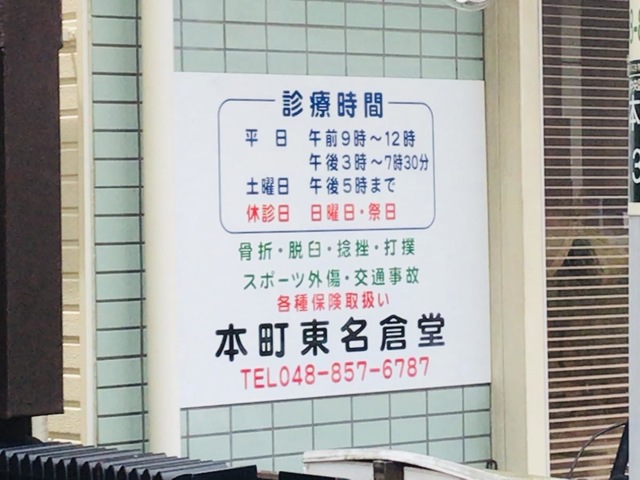 診療時間
平日 午前9時～12時
午後3時～7時30分
土曜日 午後5時まで
休診日 日曜日・祭日
骨折・脱臼・捻挫・打撲
スポーツ外傷・交通事故
各種保険取扱い
本町東名倉堂
TEL048-857-6787